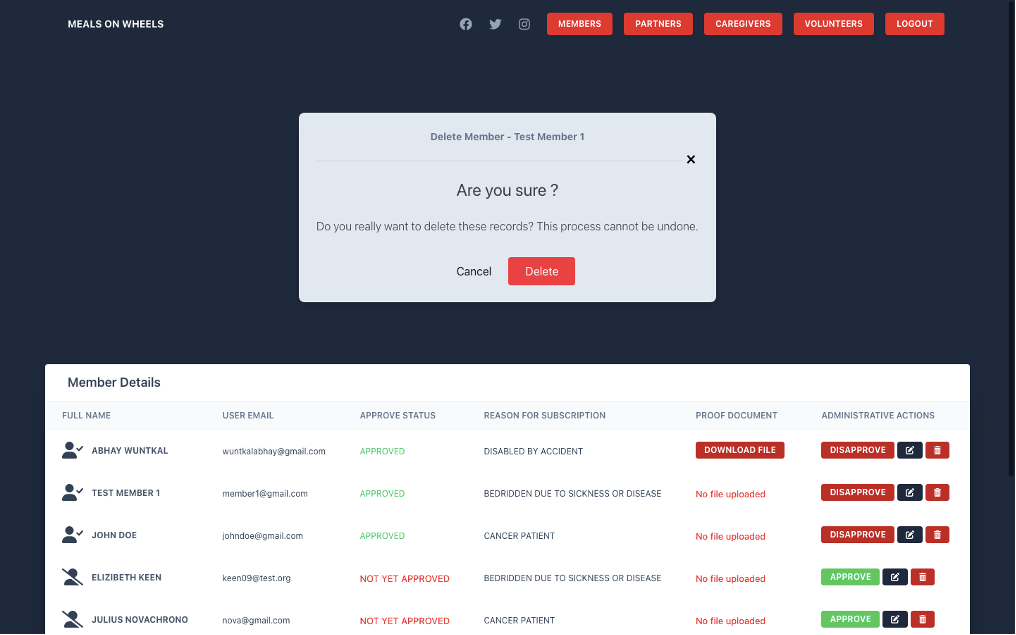 MEALS ON WHEELS
MEMBERS PARTNERS CAREGIVERS VOLUNTEERS LOGOUT
Delete Member - Test Member 1
Are you sure ?
Do you really want to delete these records? This process cannot be undone.
Cancel Delete
Member Details
FULL NAME USER EMAIL APPROVE STATUS REASON FOR SUBSCRIPTION PROOF DOCUMENT ADMINISTRATIVE ACTIONS
ABHAY WUNTKAL wuntkalabhay@gmail.com APPROVED DISABLED BY ACCIDENT DOWNLOAD FILE DISAPPROVE
TEST MEMBER 1 member1@gmail.com APPROVED BEDRIDDEN DUE TO SICKNESS OR DISEASE No file uploaded DISAPPROVE
JOHN DOE johndoe@gmail.com APPROVED CANCER PATIENT No file uploaded DISAPPROVE
ELIZIBETH KEEN keen09@test.org NOT YET APPROVED BEDRIDDEN DUE TO SICKNESS OR DISEASE No file uploaded APPROVE
JULIUS NOVACHRONO nova@gmail.com NOT YET APPROVED CANCER PATIENT No file uploaded APPROVE